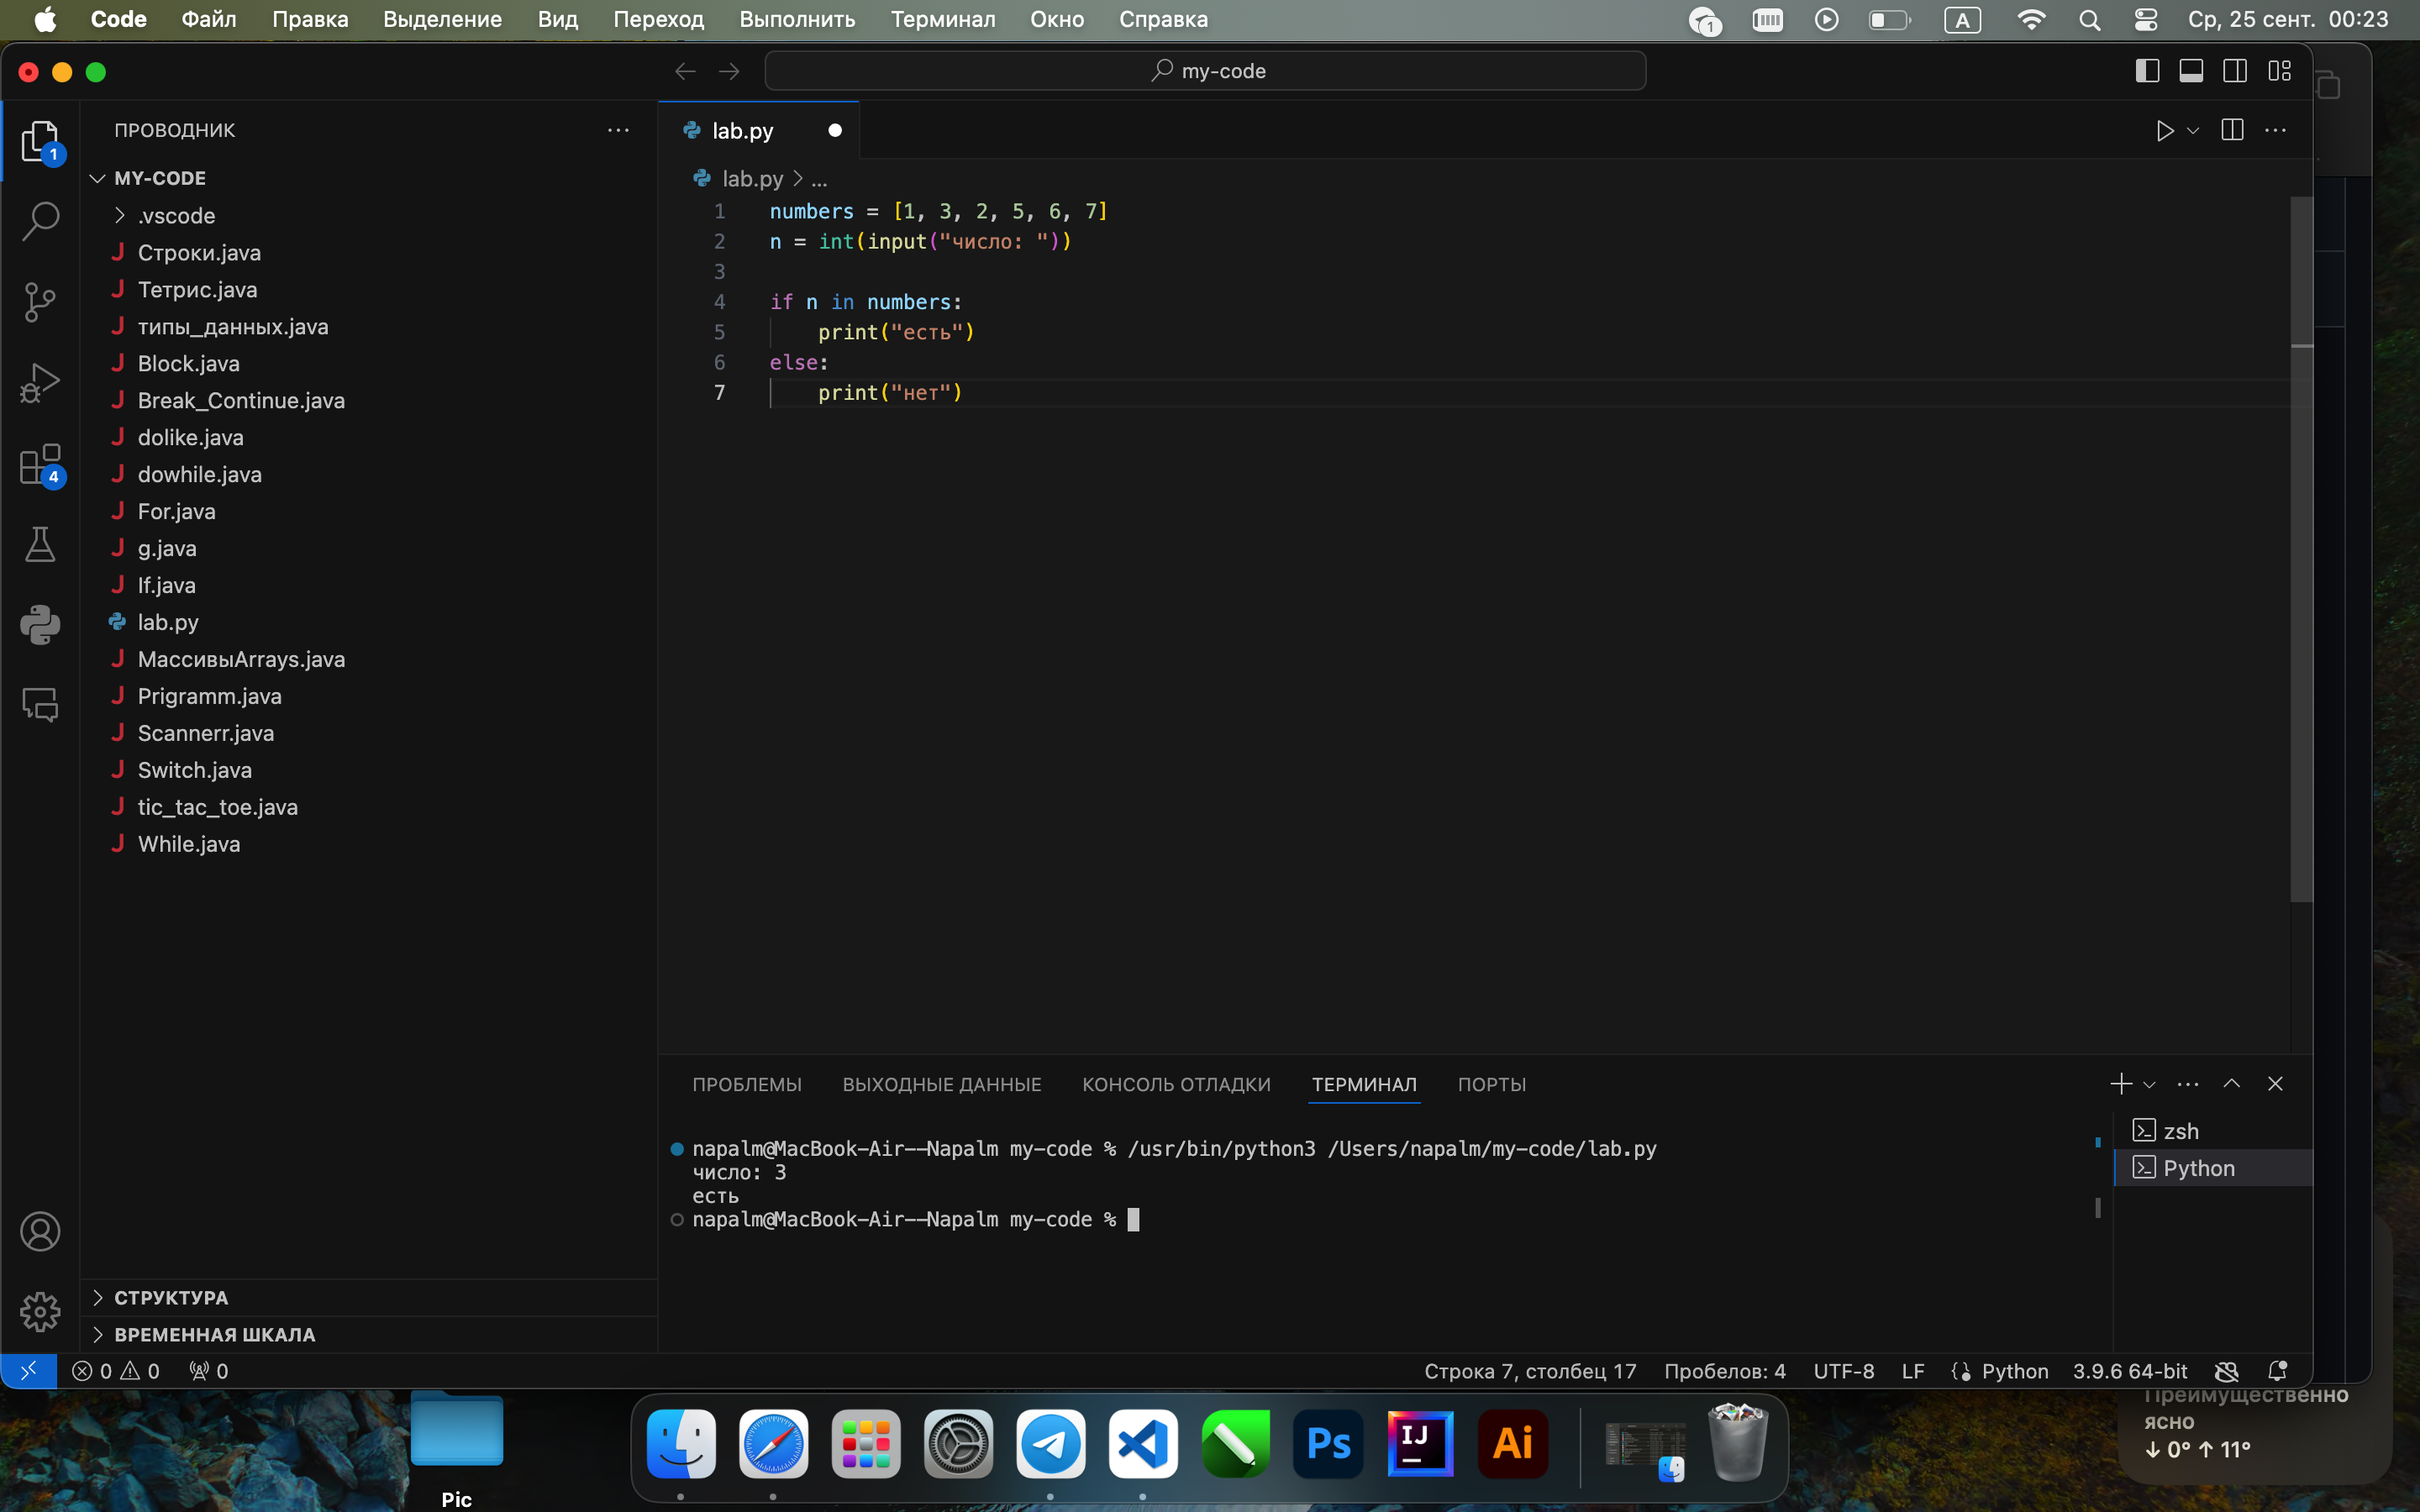 Code Файл Правка Выделение Вид Переход Выполнить Терминал Окно Справка 1 A Ср, 25 сент. 00:23
my-code
ПРОВОДНИК
1
MY-CODE
.vscode
Строки.java
Тетрис.java
типы_данных.java
Block.java
Break_Continue.java
dolike.java
dowhile.java
4
For.java
g.java
If.java
lab.py
МассивыArrays.java
Prigramm.java
Scannerr.java
Switch.java
tic_tac_toe.java
While.java
СТРУКТУРА
ВРЕМЕННАЯ ШКАЛА
lab.py
lab.py > ...
1 numbers = [1, 3, 2, 5, 6, 7]
2 n = int(input("число: "))
3
4 if n in numbers:
5 print("есть")
6 else:
7 print("нет")
ПРОБЛЕМЫ ВЫХОДНЫЕ ДАННЫЕ КОНСОЛЬ ОТЛАДКИ ТЕРМИНАЛ ПОРТЫ
napalm@MacBook-Air--Napalm my-code % /usr/bin/python3 /Users/napalm/my-code/lab.py
число: 3
есть
napalm@MacBook-Air--Napalm my-code %
zsh
Python
0 0 0 Строка 7, столбец 17 Пробелов: 4 UTF-8 LF Python 3.9.6 64-bit
Преимущественно
ясно
↓ 0° ↑ 11°
Pic
Ps
IJ
Ai